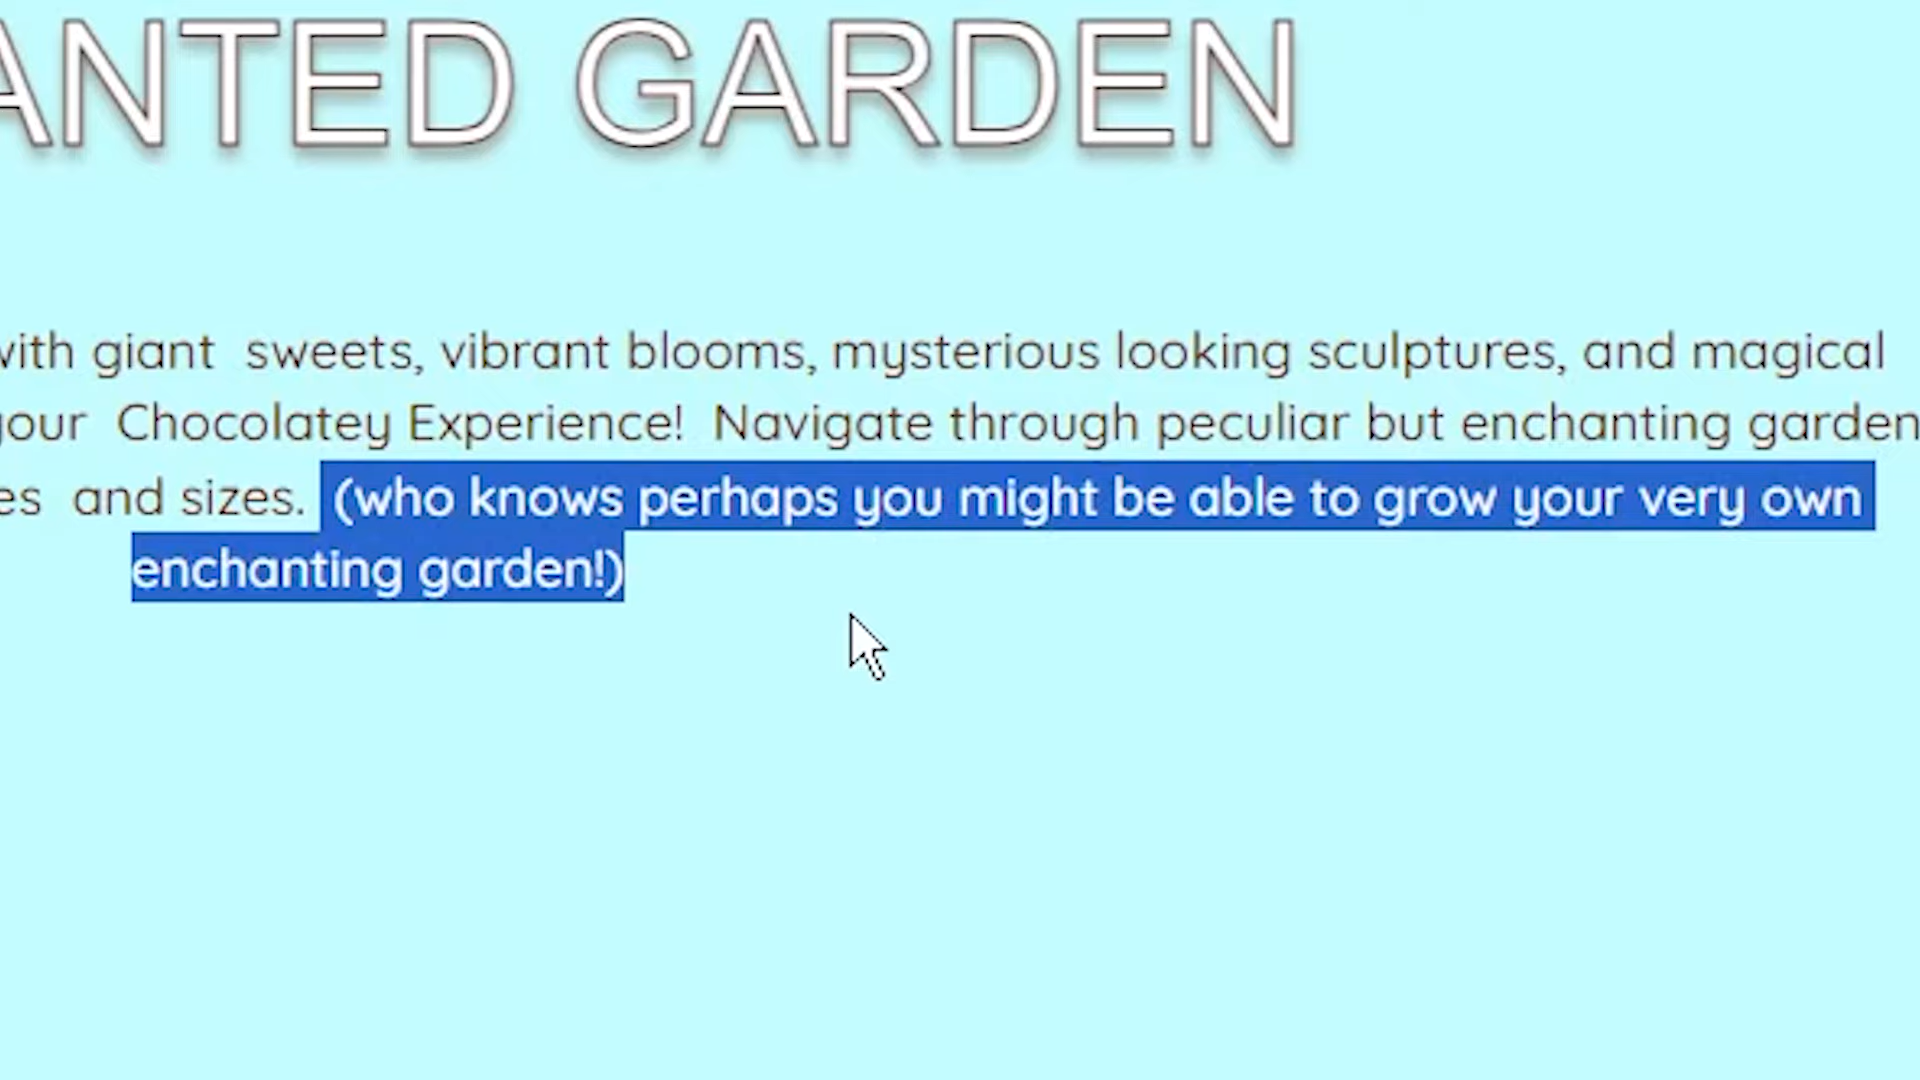 ANTED GARDEN
with giant sweets, vibrant blooms, mysterious looking sculptures, and magical
your Chocolatey Experience! Navigate through peculiar but enchanting garden
es and sizes. (who knows perhaps you might be able to grow your very own
enchanting garden!)